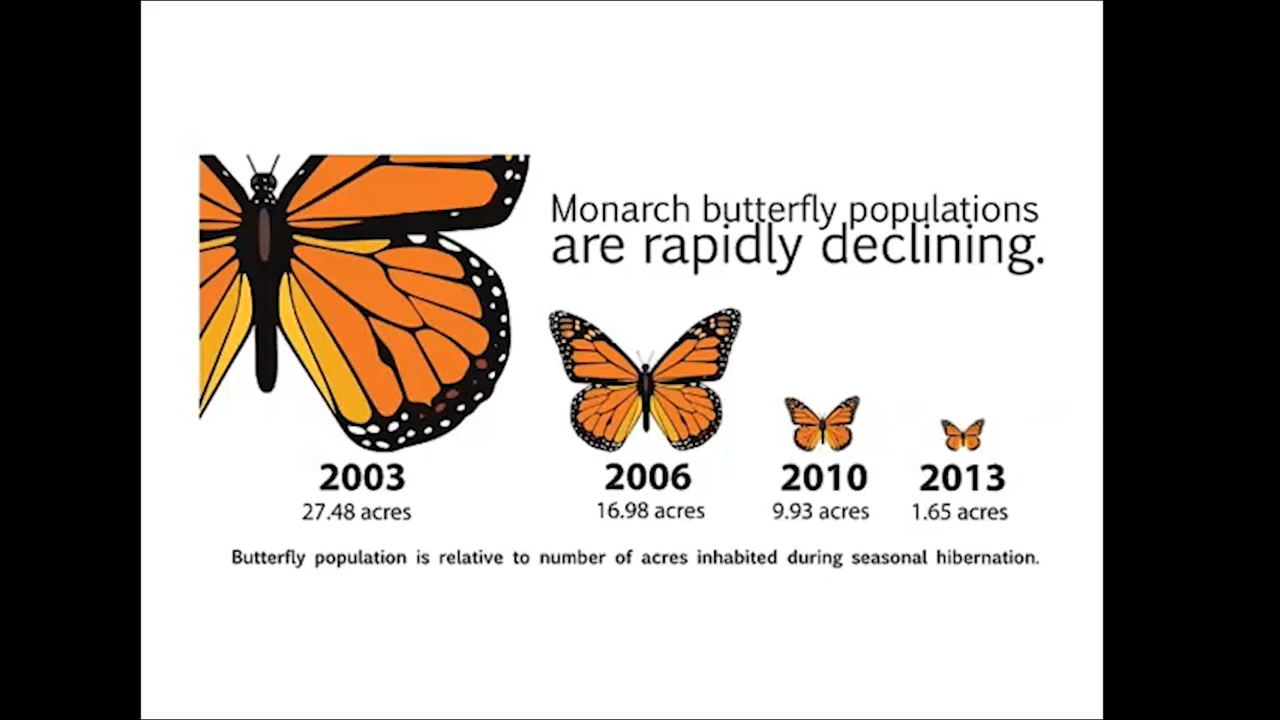 Monarch butterfly populations
are rapidly declining.
2003
27.48 acres
2006
16.98 acres
2010
9.93 acres
2013
1.65 acres
Butterfly population is relative to number of acres inhabited during seasonal hibernation.